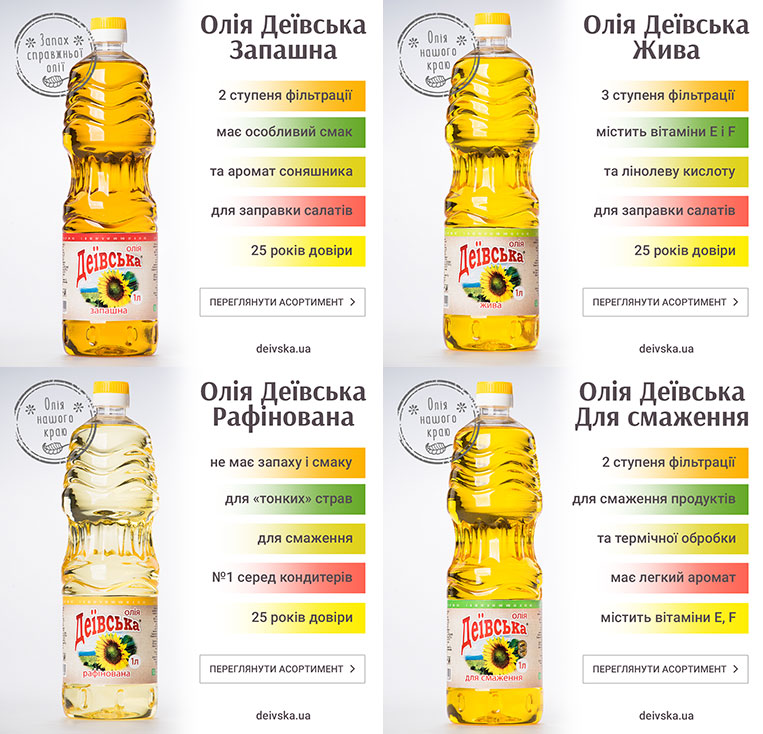 Запах
справжньої
олії
Олія Деївська
Запашна
2 ступеня фільтрації
має особливий смак
та аромат соняшника
для заправки салатів
25 років довіри
ПЕРЕГЛЯНУТИ АСОРТИМЕНТ
deivska.ua
олія
Деївська
1л
запашна
Олія
нашого
краю
Олія Деївська
Жива
3 ступеня фільтрації
містить вітаміни Е і F
та лінолеву кислоту
для заправки салатів
25 років довіри
ПЕРЕГЛЯНУТИ АСОРТИМЕНТ
deivska.ua
олія
Деївська
1л
жива
Олія
нашого
краю
Олія Деївська
Рафінована
не має запаху і смаку
для «тонких» страв
для смаження
№1 серед кондитерів
25 років довіри
ПЕРЕГЛЯНУТИ АСОРТИМЕНТ
deivska.ua
олія
Деївська
1л
рафінована
Олія
нашого
краю
Олія Деївська
Для смаження
2 ступеня фільтрації
для смаження продуктів
та термічної обробки
має легкий аромат
містить вітаміни E, F
ПЕРЕГЛЯНУТИ АСОРТИМЕНТ
deivska.ua
олія
Деївська
1л
для смаження